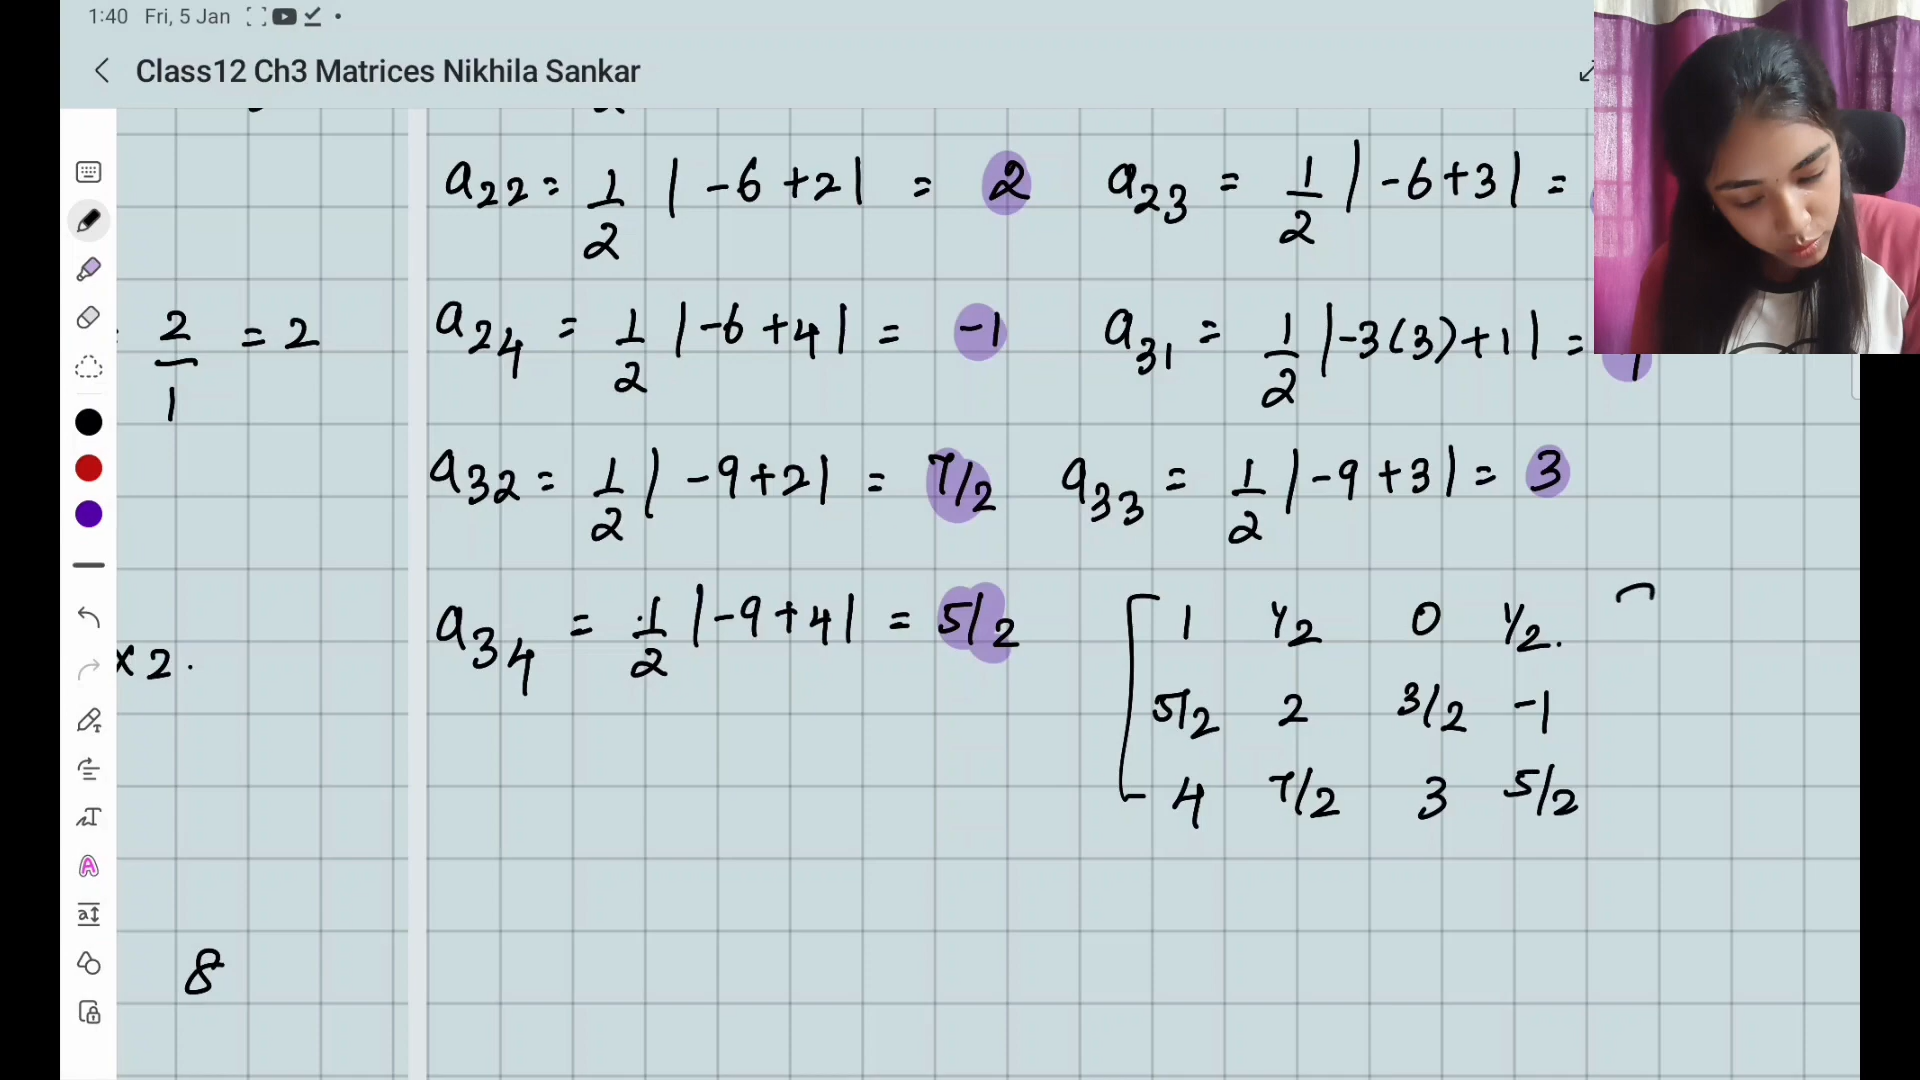 1:40 Fri, 5 Jan
Class12 Ch3 Matrices Nikhila Sankar
a22 = 1/2 |-6+2| = 2
a23 = 1/2 |-6+3| =
2/1 = 2
a24 = 1/2 |-6+4| = -1
a31 = 1/2 |-3(3)+1| =
a32 = 1/2 |-9+2| = 7/2
a33 = 1/2 |-9+3| = 3
a34 = 1/2 |-9+4| = 5/2
1 1/2 0 1/2.
×2.
5/2 2 3/2 -1
4 7/2 3 5/2
8